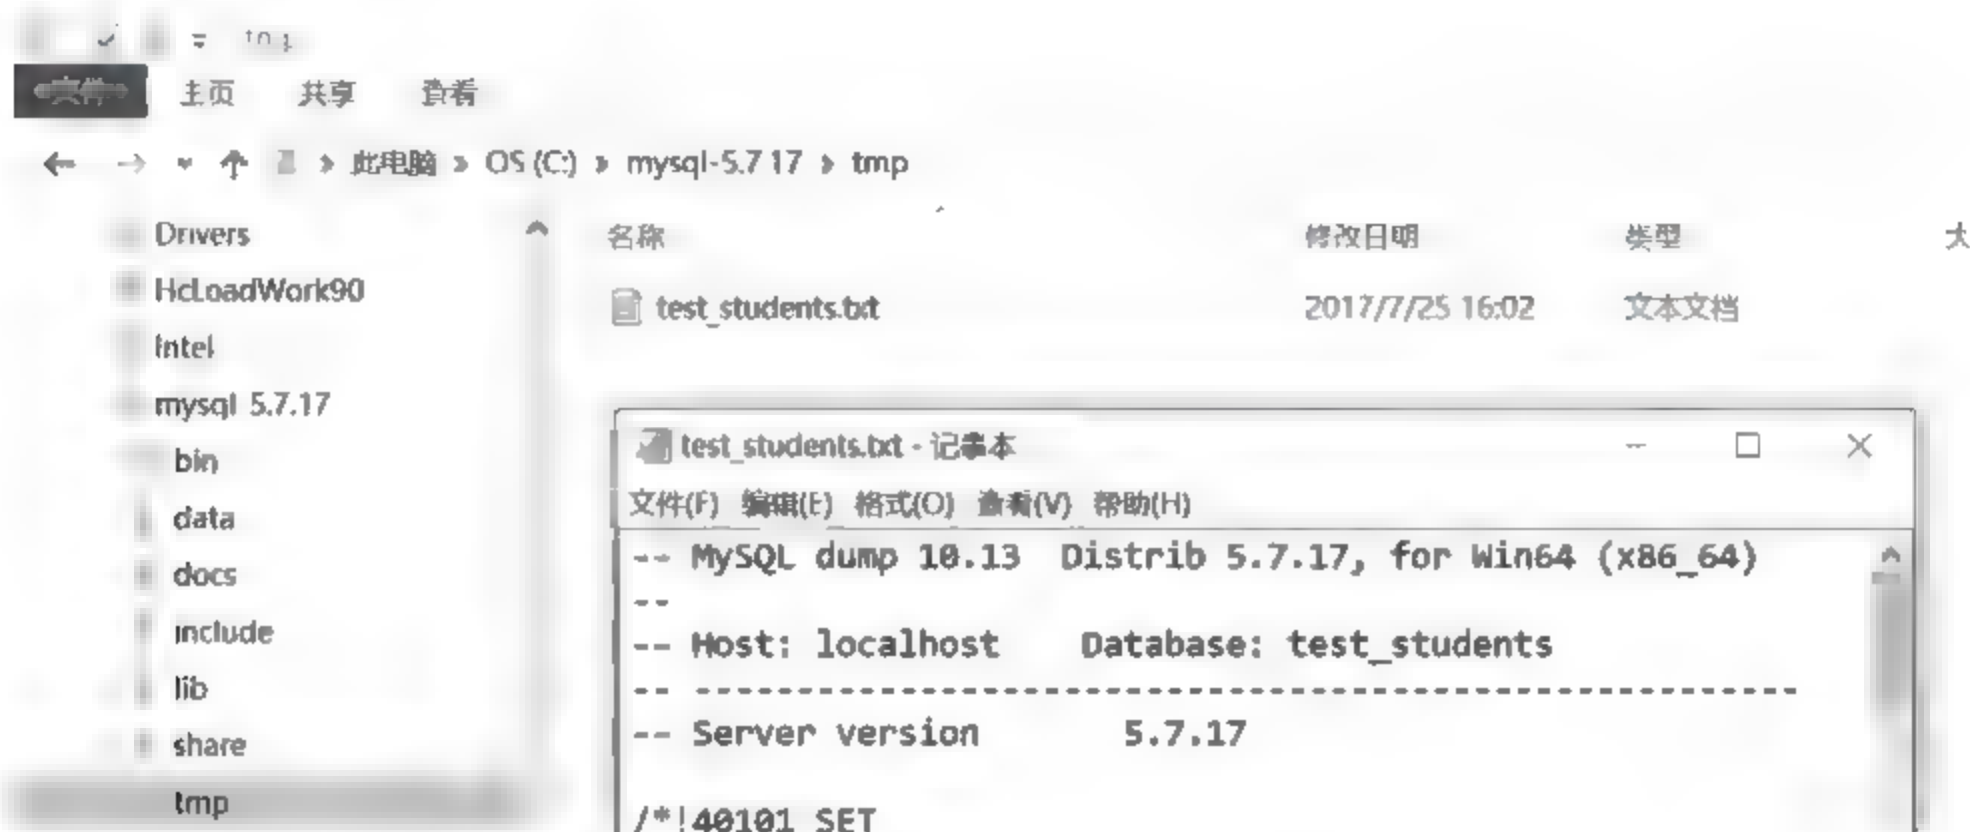 文件 主页 共享 查看
此电脑 OS (C:) mysql-5.7 17 tmp
名称 修改日期 类型 大
Drivers
HcLoadWork90
Intel
mysql 5.7.17
bin
data
docs
include
lib
share
tmp
test_students.txt 2017/7/25 16:02 文本文档
test_students.txt - 记事本
文件(F) 编辑(E) 格式(O) 查看(V) 帮助(H)
-- MySQL dump 10.13  Distrib 5.7.17, for Win64 (x86_64)
--
-- Host: localhost    Database: test_students
-- ------------------------------------------------------
-- Server version       5.7.17
/*!40101 SET